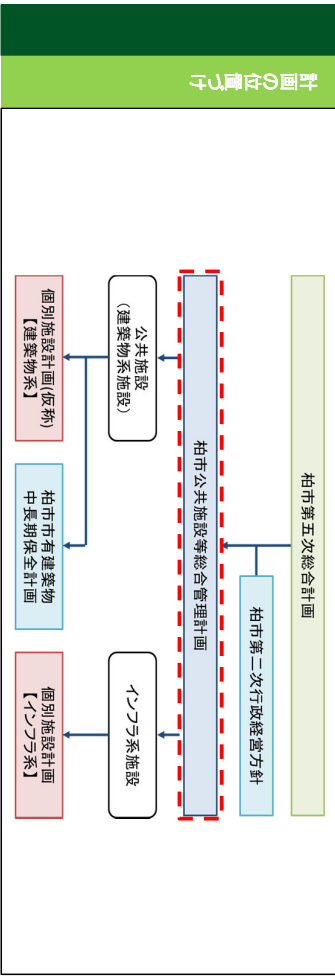 計画の位置づけ
柏市第五次総合計画
柏市第二次行政経営方針
柏市公共施設等総合管理計画
公共施設
（建築物系施設）
インフラ系施設
個別施設計画(仮称)
【建築物系】
柏市市有建築物
中長期保全計画
個別施設計画
【インフラ系】